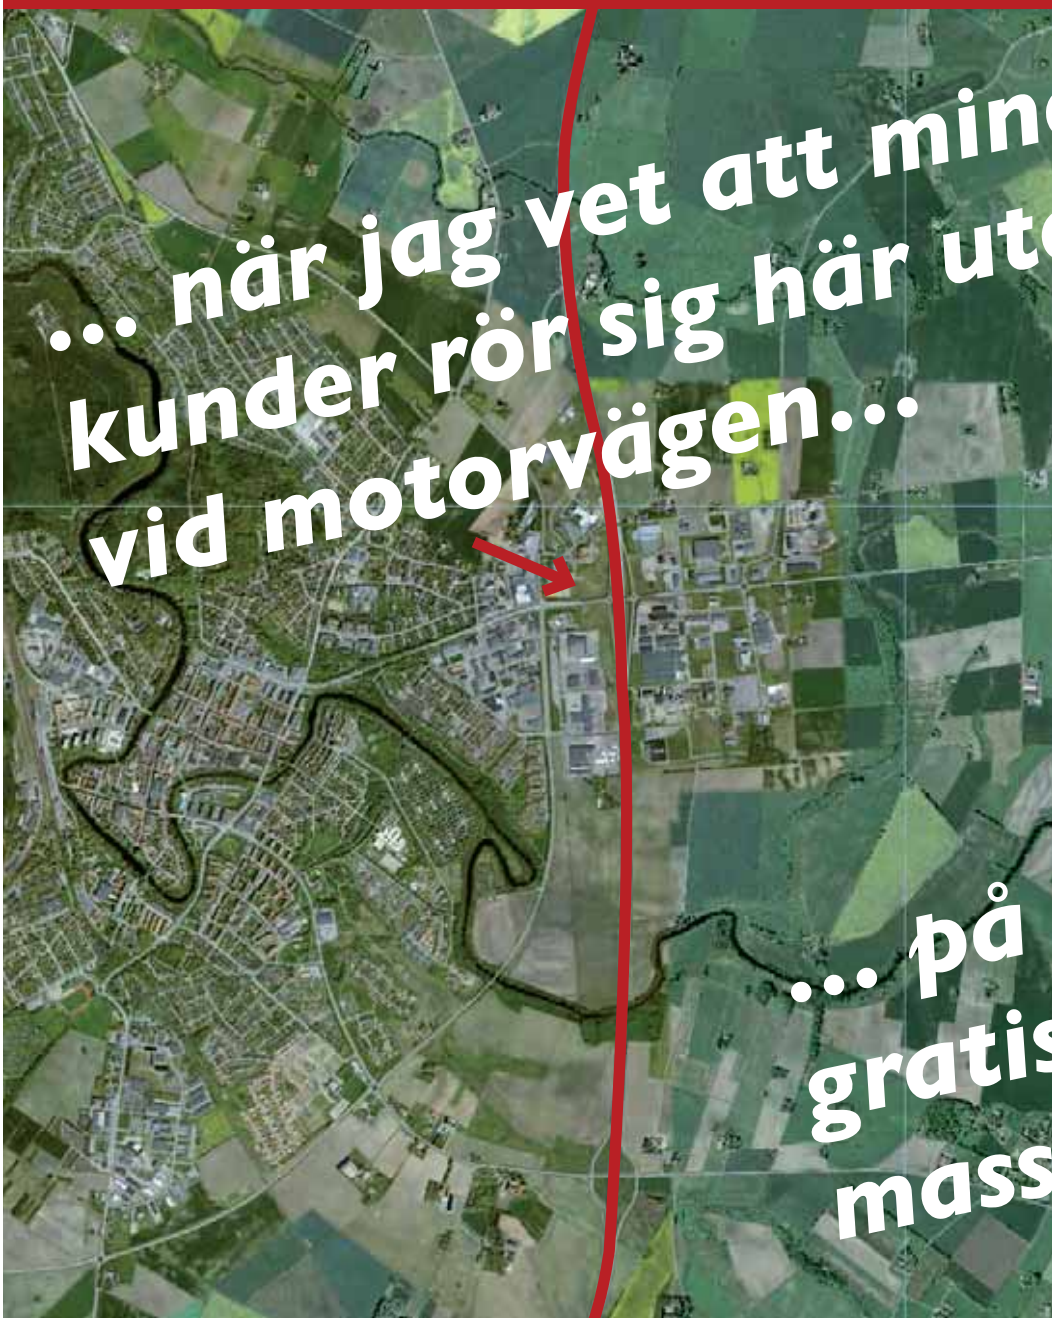 ... när jag vet att min
kunder rör sig här ut
vid motorvägen...
... på
gratis
mass